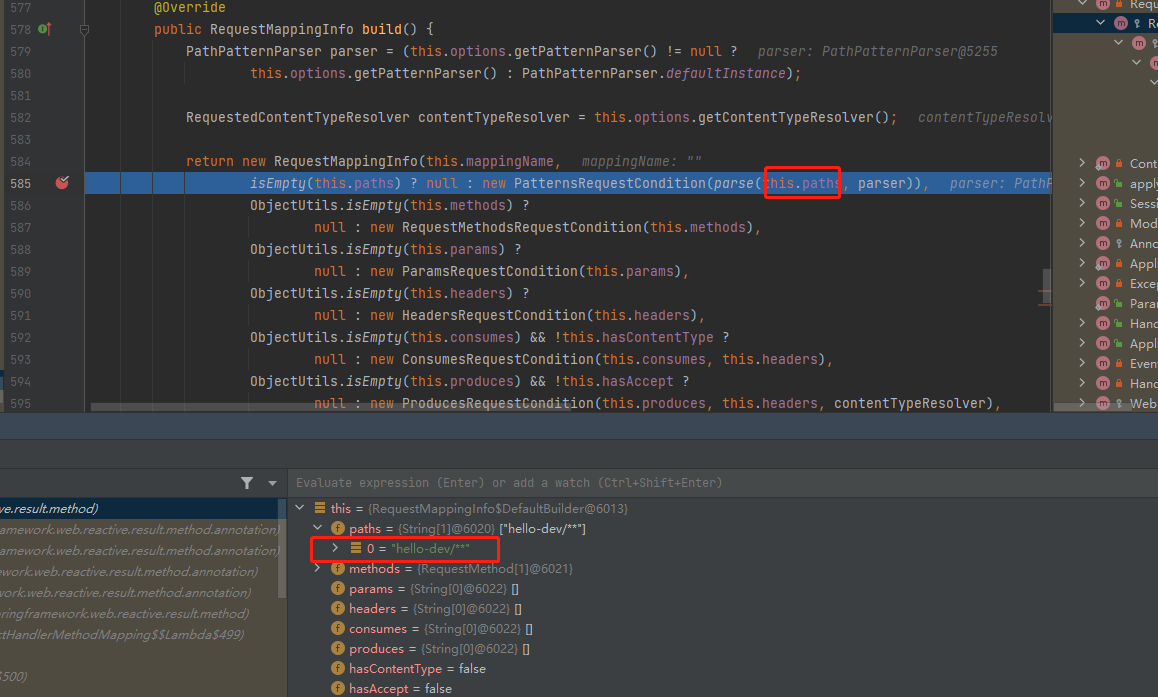 577 @Override
578 public RequestMappingInfo build() {
579 PathPatternParser parser = (this.options.getPatternParser() != null ? parser: PathPatternParser@5255
580 this.options.getPatternParser() : PathPatternParser.defaultInstance);
581
582 RequestedContentTypeResolver contentTypeResolver = this.options.getContentTypeResolver(); contentTypeResolv
583
584 return new RequestMappingInfo(this.mappingName, mappingName: ""
585 isEmpty(this.paths) ? null : new PatternsRequestCondition(parse(this.paths, parser)), parser: PathP
586 ObjectUtils.isEmpty(this.methods) ?
587 null : new RequestMethodsRequestCondition(this.methods),
588 ObjectUtils.isEmpty(this.params) ?
589 null : new ParamsRequestCondition(this.params),
590 ObjectUtils.isEmpty(this.headers) ?
591 null : new HeadersRequestCondition(this.headers),
592 ObjectUtils.isEmpty(this.consumes) && !this.hasContentType ?
593 null : new ConsumesRequestCondition(this.consumes, this.headers),
594 ObjectUtils.isEmpty(this.produces) && !this.hasAccept ?
595 null : new ProducesRequestCondition(this.produces, this.headers, contentTypeResolver),
Requ
R
m
m
m
m Cont
m apply
m Sessi
m Mod
m Anno
m Appli
m Exce
m Para
m Hand
m Appli
m Even
m Hand
m Web
Evaluate expression (Enter) or add a watch (Ctrl+Shift+Enter)
ve.result.method)
amework.web.reactive.result.method.annotation)
amework.web.reactive.result.method.annotation)
ework.web.reactive.result.method.annotation)
work.web.reactive.result.method.annotation)
ringframework.web.reactive.result.method)
ctHandlerMethodMapping$$Lambda$499)
$500)
this = {RequestMappingInfo$DefaultBuilder@6013}
f paths = {String[1]@6020} ["hello-dev/**"]
0 = "hello-dev/**"
f methods = {RequestMethod[1]@6021}
f params = {String[0]@6022} []
f headers = {String[0]@6022} []
f consumes = {String[0]@6022} []
f produces = {String[0]@6022} []
f hasContentType = false
f hasAccept = false